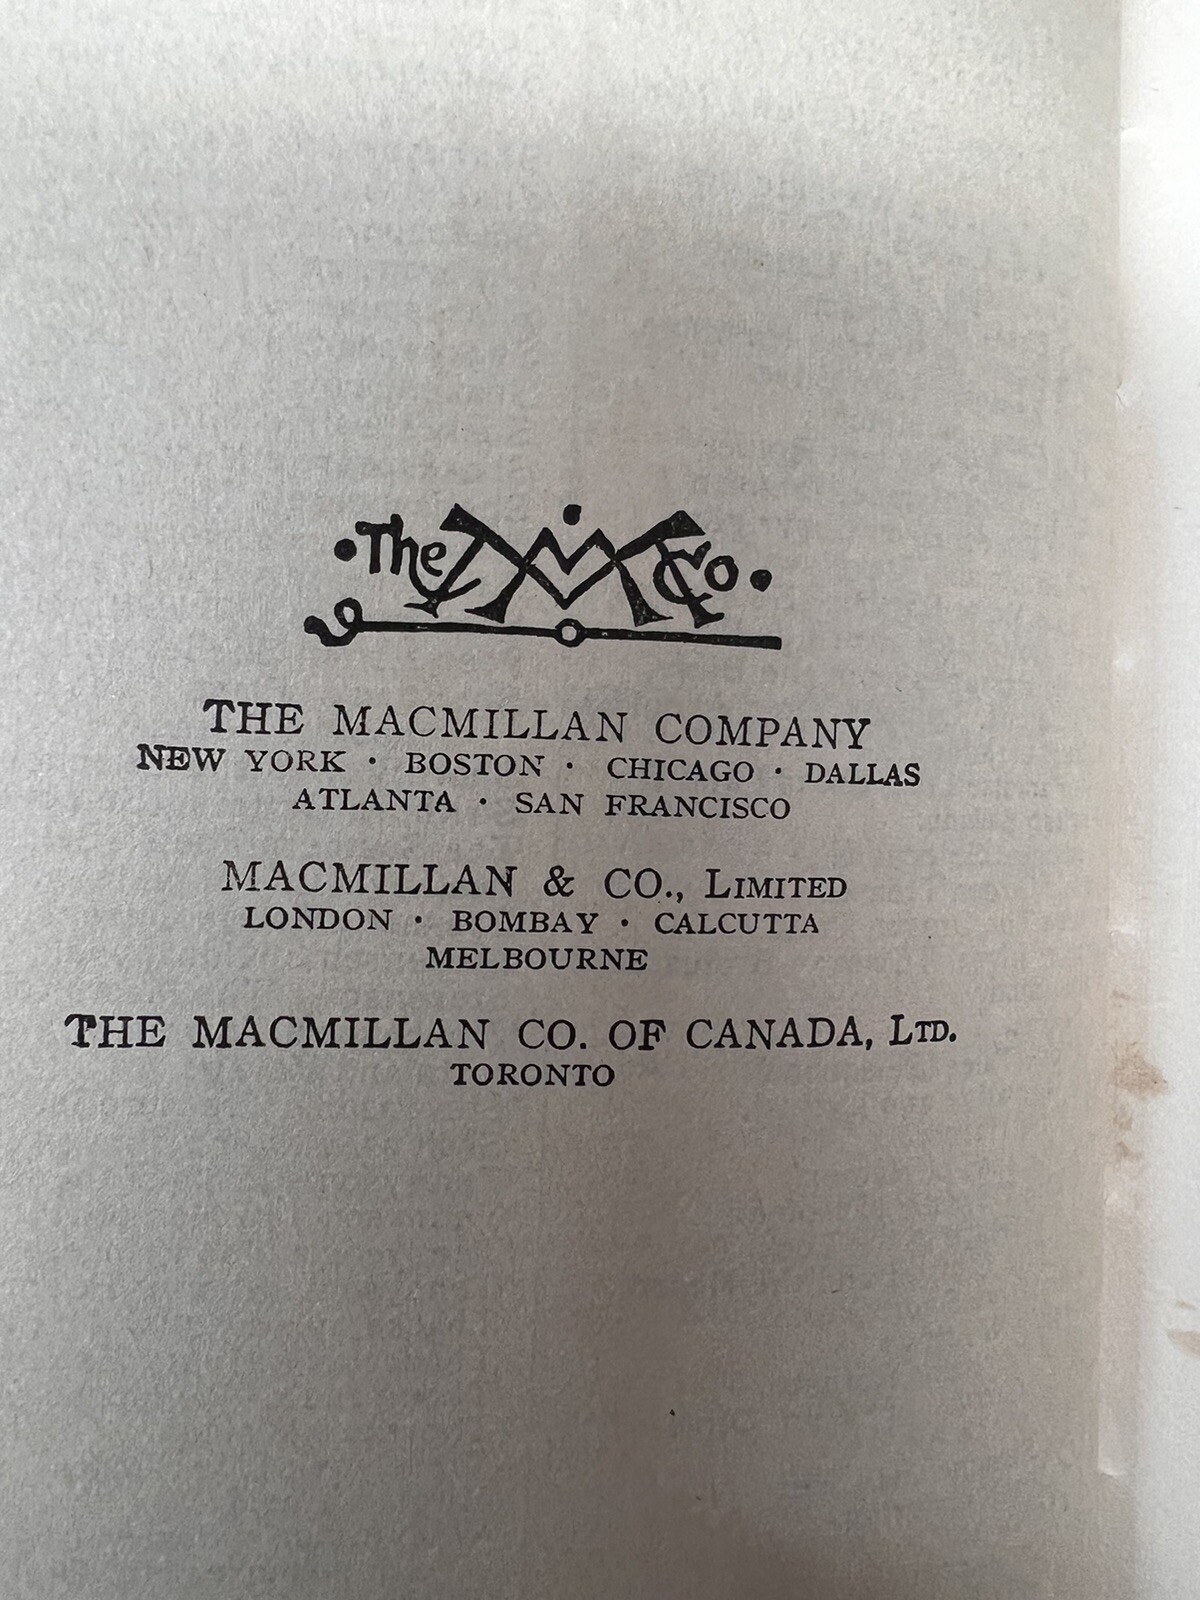 ·The MM Co·
THE MACMILLAN COMPANY
NEW YORK · BOSTON · CHICAGO · DALLAS
ATLANTA · SAN FRANCISCO
MACMILLAN & CO., LIMITED
LONDON · BOMBAY · CALCUTTA
MELBOURNE
THE MACMILLAN CO. OF CANADA, LTD.
TORONTO